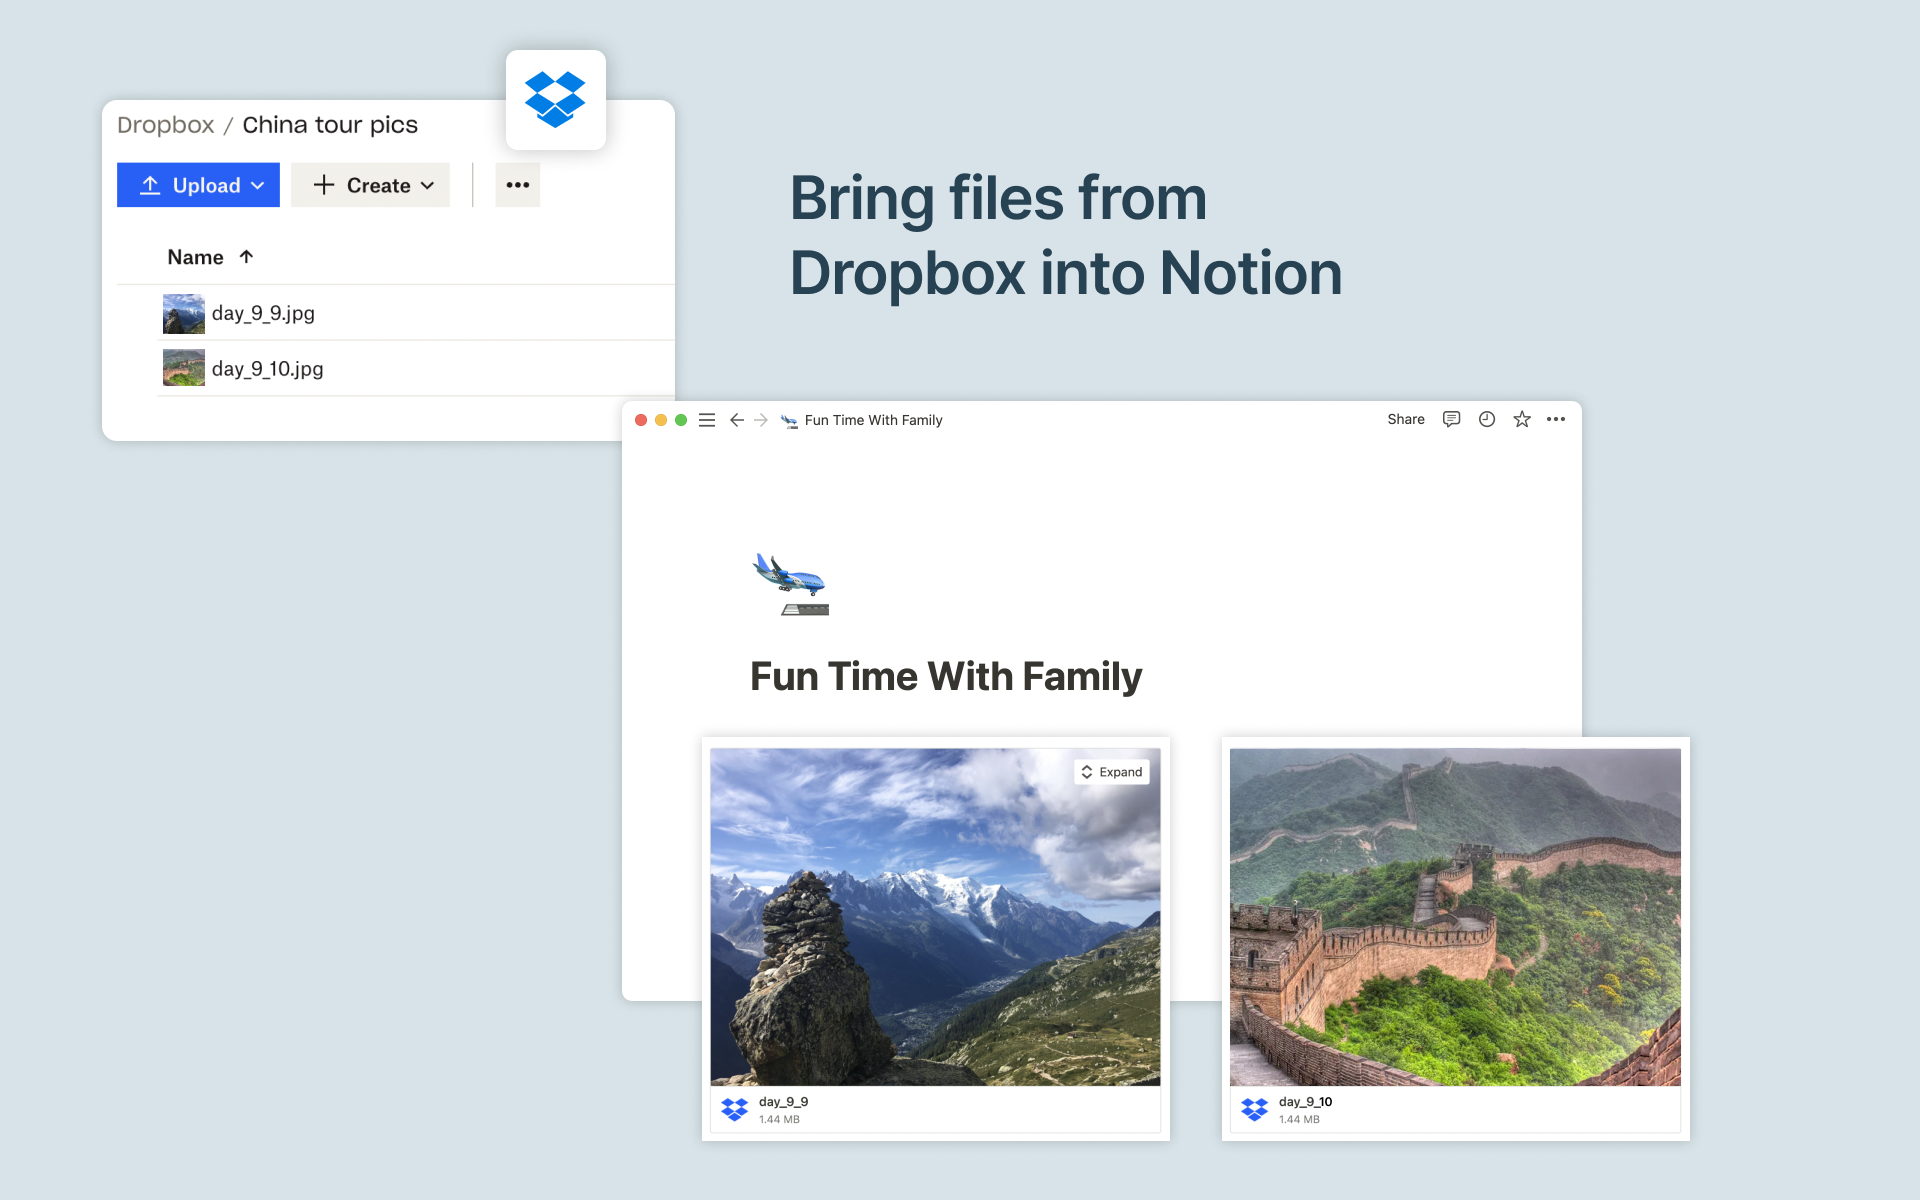 Dropbox / China tour pics
Upload
Create
Name
day_9_9.jpg
day_9_10.jpg
Bring files from
Dropbox into Notion
Fun Time With Family
Share
Fun Time With Family
Expand
day_9_9
1.44 MB
day_9_10
1.44 MB